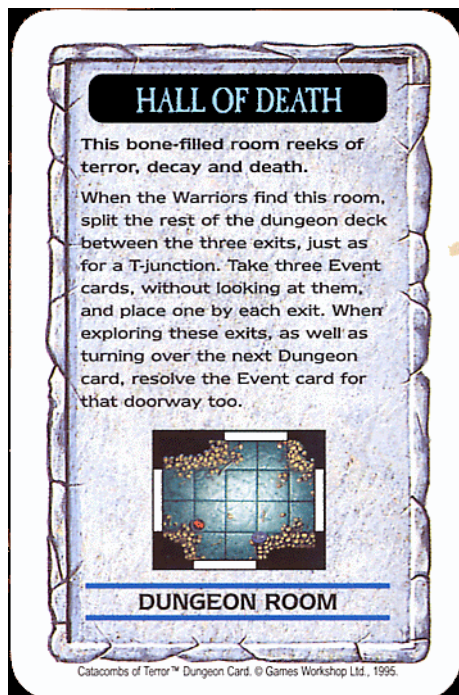 HALL OF DEATH
This bone-filled room reeks of
terror, decay and death.
When the Warriors find this room,
split the rest of the dungeon deck
between the three exits, just as
for a T-junction. Take three Event
cards, without looking at them,
and place one by each exit. When
exploring these exits, as well as
turning over the next Dungeon
card, resolve the Event card for
that doorway too.
DUNGEON ROOM
Catacombs of Terror™ Dungeon Card. © Games Workshop Ltd., 1995.